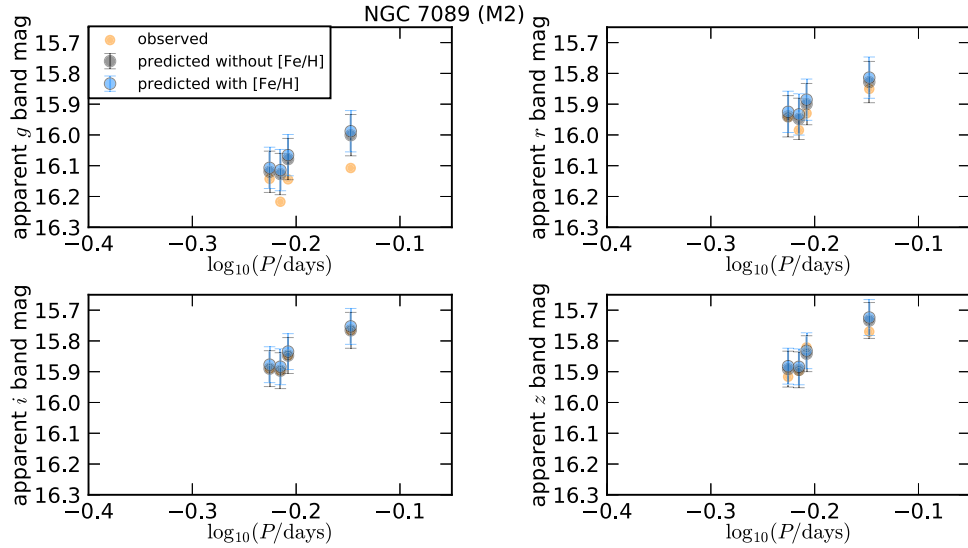 NGC 7089 (M2)
observed
predicted without [Fe/H]
predicted with [Fe/H]
apparent g band mag
15.7
15.8
15.9
16.0
16.1
16.2
16.3
−0.4 −0.3 −0.2 −0.1
log10(P/days)
apparent r band mag
15.7
15.8
15.9
16.0
16.1
16.2
16.3
−0.4 −0.3 −0.2 −0.1
log10(P/days)
apparent i band mag
15.7
15.8
15.9
16.0
16.1
16.2
16.3
−0.4 −0.3 −0.2 −0.1
log10(P/days)
apparent z band mag
15.7
15.8
15.9
16.0
16.1
16.2
16.3
−0.4 −0.3 −0.2 −0.1
log10(P/days)